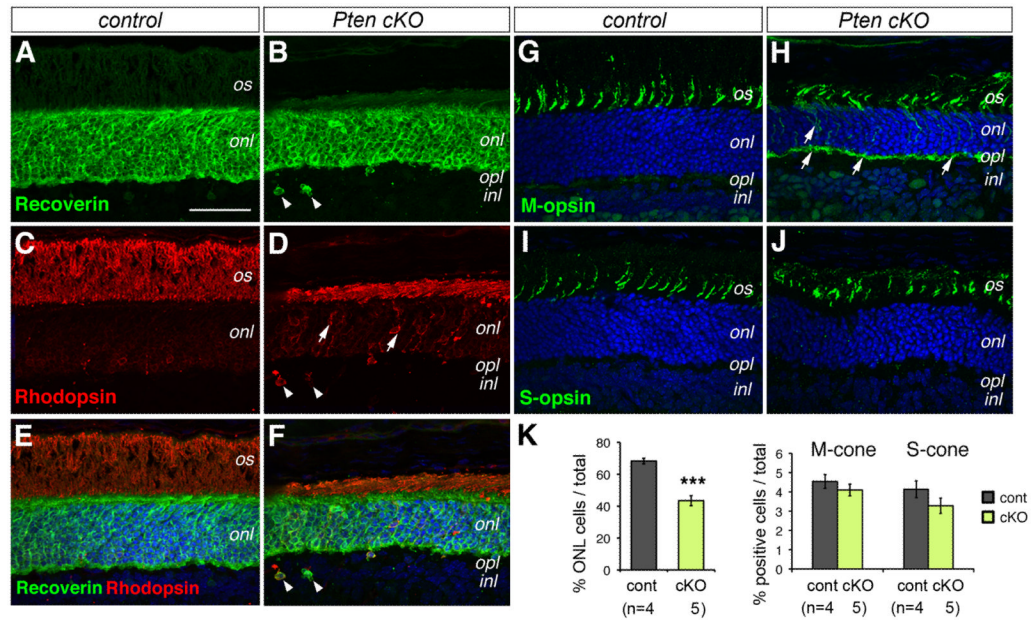 control
Pten cKO
control
Pten cKO
A
os
onl
Recoverin
B
onl
opl
inl
G
os
onl
opl
inl
M-opsin
H
os
onl
opl
inl
C
os
onl
Rhodopsin
D
onl
opl
inl
I
os
onl
opl
inl
S-opsin
J
os
onl
opl
inl
E
os
onl
Recoverin Rhodopsin
F
onl
opl
inl
K
% ONL cells / total
80
60
40
20
0
***
cont cKO
(n=4 5)
% positive cells / total
6
5
4
3
2
1
0
M-cone S-cone
cont cKO cont cKO
(n=4 5) (n=4 5)
cont
cKO